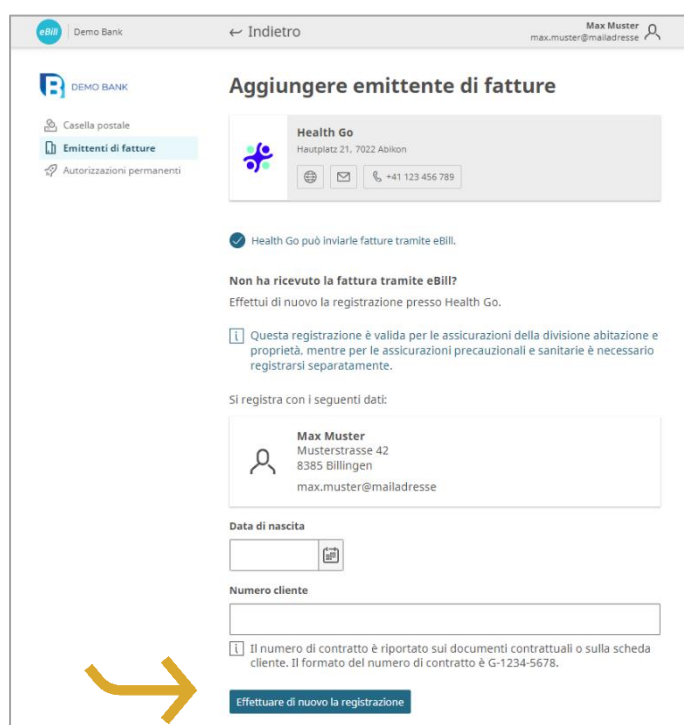 eBill Demo Bank
← Indietro
Max Muster
max.muster@mailadresse
DEMO BANK
Casella postale
Emittenti di fatture
Autorizzazioni permanenti
Aggiungere emittente di fatture
Health Go
Hautplatz 21, 7022 Abikon
+41 123 456 789
Health Go può inviarle fatture tramite eBill.
Non ha ricevuto la fattura tramite eBill?
Effettui di nuovo la registrazione presso Health Go.
Questa registrazione è valida per le assicurazioni della divisione abitazione e
proprietà, mentre per le assicurazioni precauzionali e sanitarie è necessario
registrarsi separatamente.
Si registra con i seguenti dati:
Max Muster
Musterstrasse 42
8385 Billingen
max.muster@mailadresse
Data di nascita
Numero cliente
Il numero di contratto è riportato sui documenti contrattuali o sulla scheda
cliente. Il formato del numero di contratto è G-1234-5678.
Effettuare di nuovo la registrazione